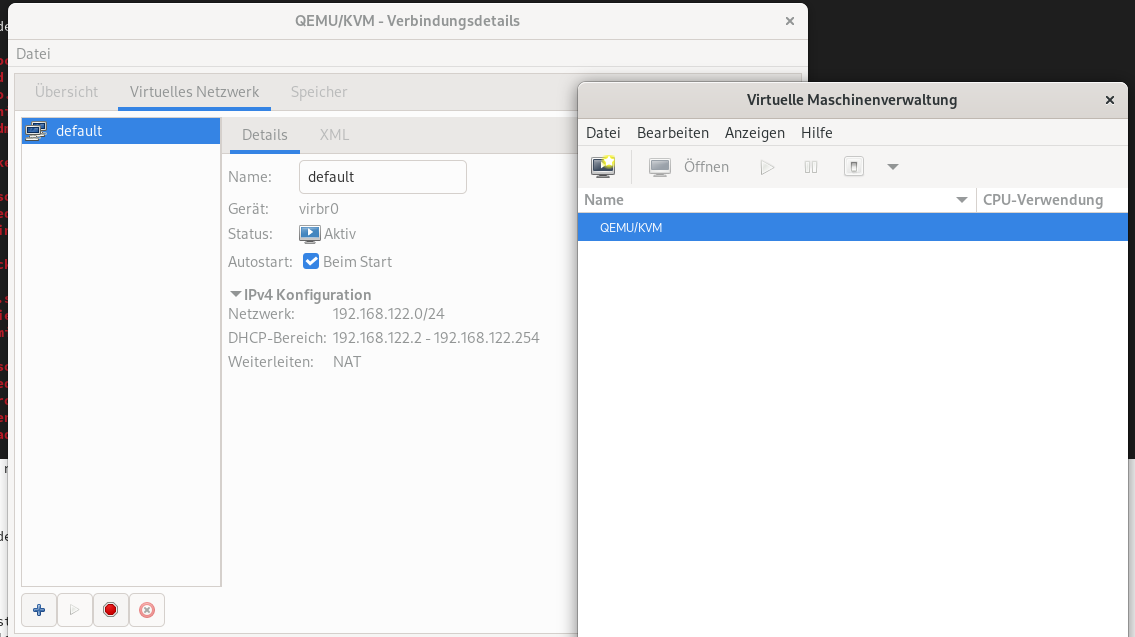 QEMU/KVM - Verbindungsdetails
Datei
Übersicht Virtuelles Netzwerk Speicher
default
Details XML
Name: default
Gerät: virbr0
Status: Aktiv
Autostart: Beim Start
IPv4 Konfiguration
Netzwerk: 192.168.122.0/24
DHCP-Bereich: 192.168.122.2 - 192.168.122.254
Weiterleiten: NAT
Virtuelle Maschinenverwaltung
Datei Bearbeiten Anzeigen Hilfe
Öffnen
Name CPU-Verwendung
QEMU/KVM